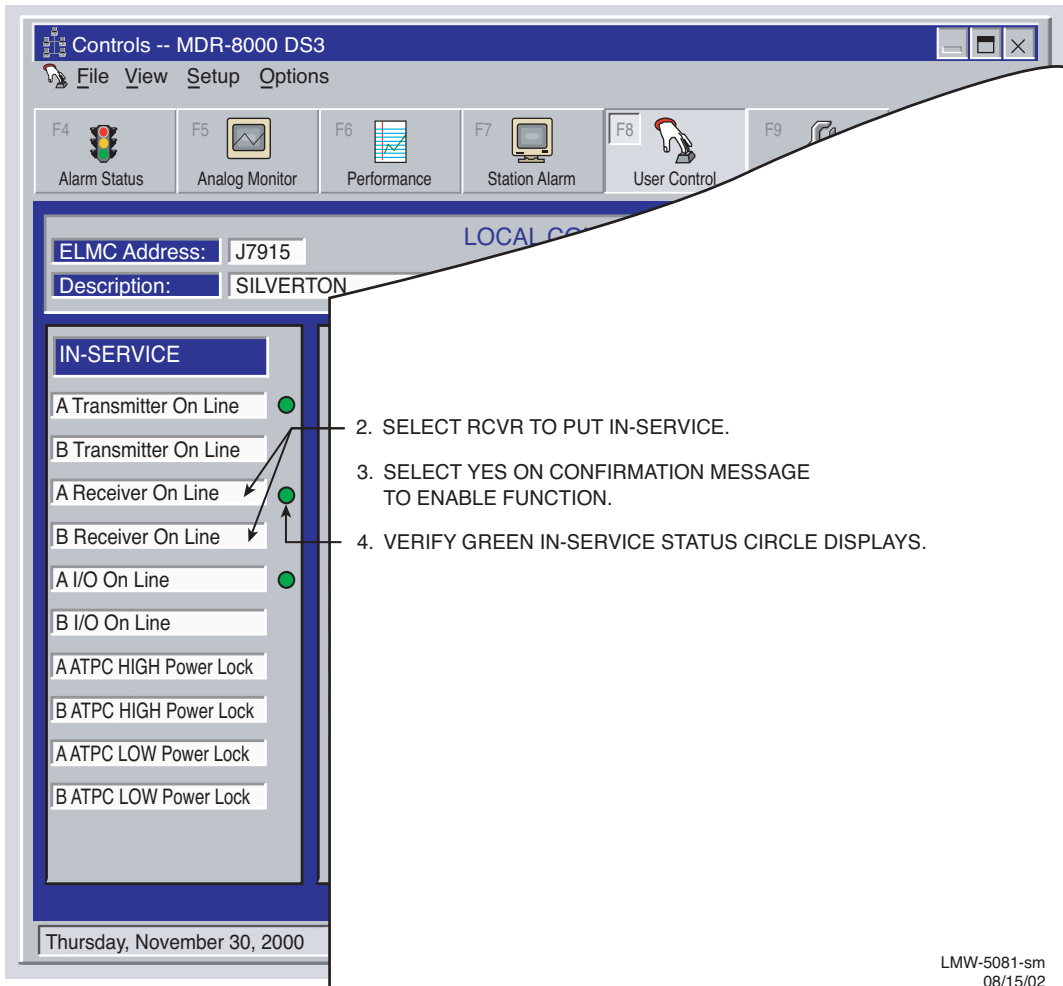 Controls -- MDR-8000 DS3
File View Setup Options
F4 F5 F6 F7 F8 F9
Alarm Status Analog Monitor Performance Station Alarm User Control
LOCAL
ELMC Address: J7915
Description: SILVERTON
IN-SERVICE
A Transmitter On Line
B Transmitter On Line
A Receiver On Line
B Receiver On Line
A I/O On Line
B I/O On Line
A ATPC HIGH Power Lock
B ATPC HIGH Power Lock
A ATPC LOW Power Lock
B ATPC LOW Power Lock
2. SELECT RCVR TO PUT IN-SERVICE.
3. SELECT YES ON CONFIRMATION MESSAGE
TO ENABLE FUNCTION.
4. VERIFY GREEN IN-SERVICE STATUS CIRCLE DISPLAYS.
Thursday, November 30, 2000
LMW-5081-sm
08/15/02